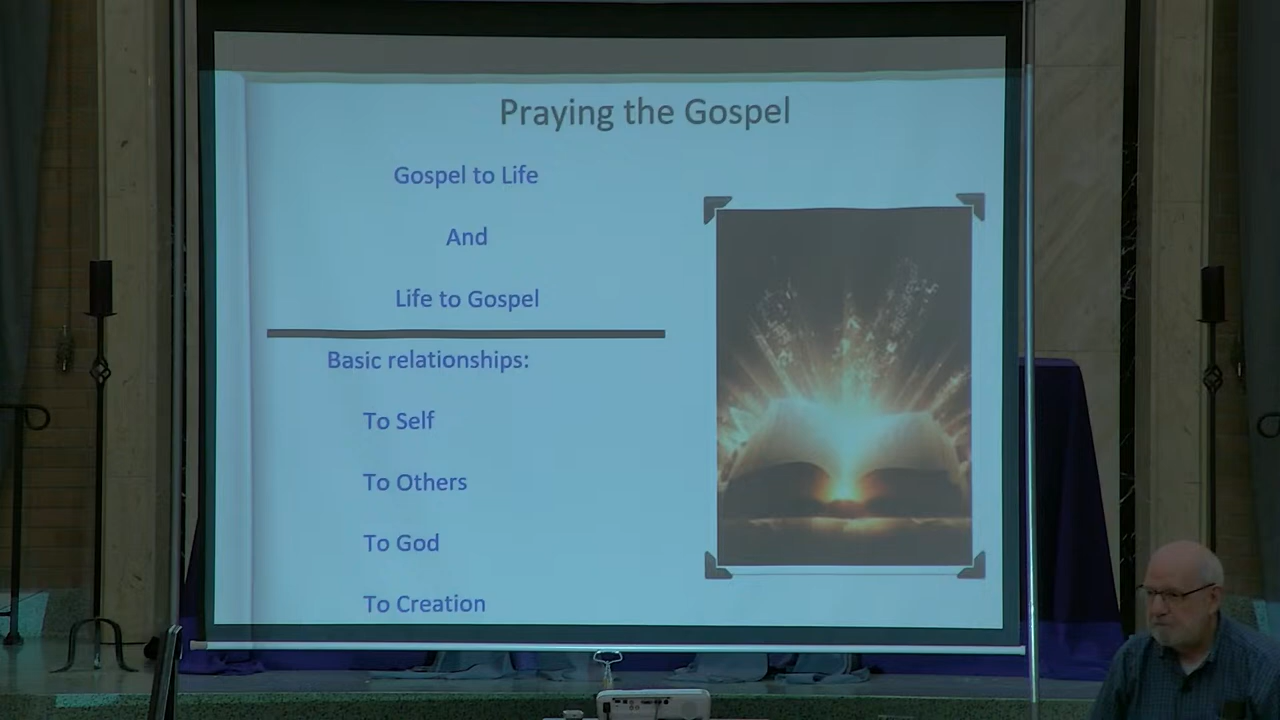 Praying the Gospel
Gospel to Life
And
Life to Gospel
Basic relationships:
To Self
To Others
To God
To Creation